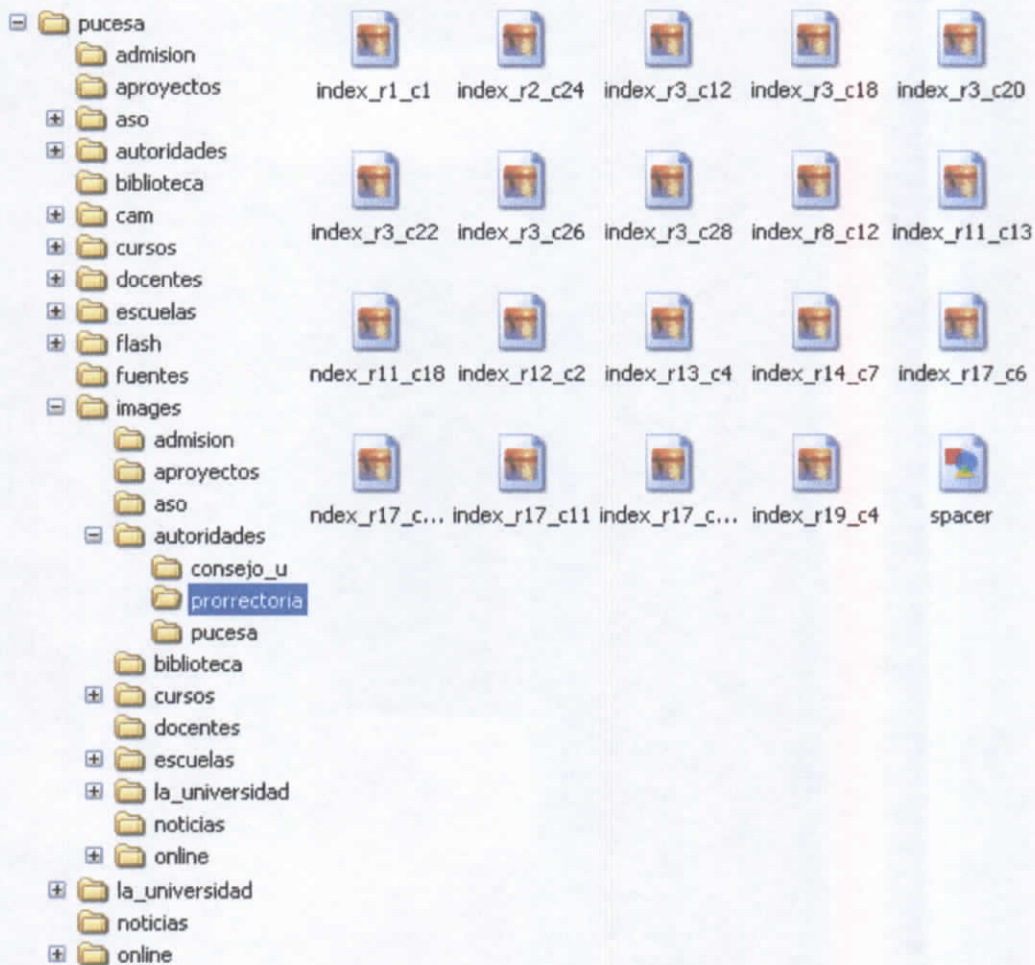 pucesa
admision
aproyectos
aso
autoridades
biblioteca
cam
cursos
docentes
escuelas
flash
fuentes
images
admision
aproyectos
aso
autoridades
consejo_u
prorrectoria
pucesa
biblioteca
cursos
docentes
escuelas
la_universidad
noticias
online
la_universidad
noticias
online
index_r1_c1 index_r2_c24 index_r3_c12 index_r3_c18 index_r3_c20
index_r3_c22 index_r3_c26 index_r3_c28 index_r8_c12 index_r11_c13
ndex_r11_c18 index_r12_c2 index_r13_c4 index_r14_c7 index_r17_c6
ndex_r17_c... index_r17_c11 index_r17_c... index_r19_c4 spacer